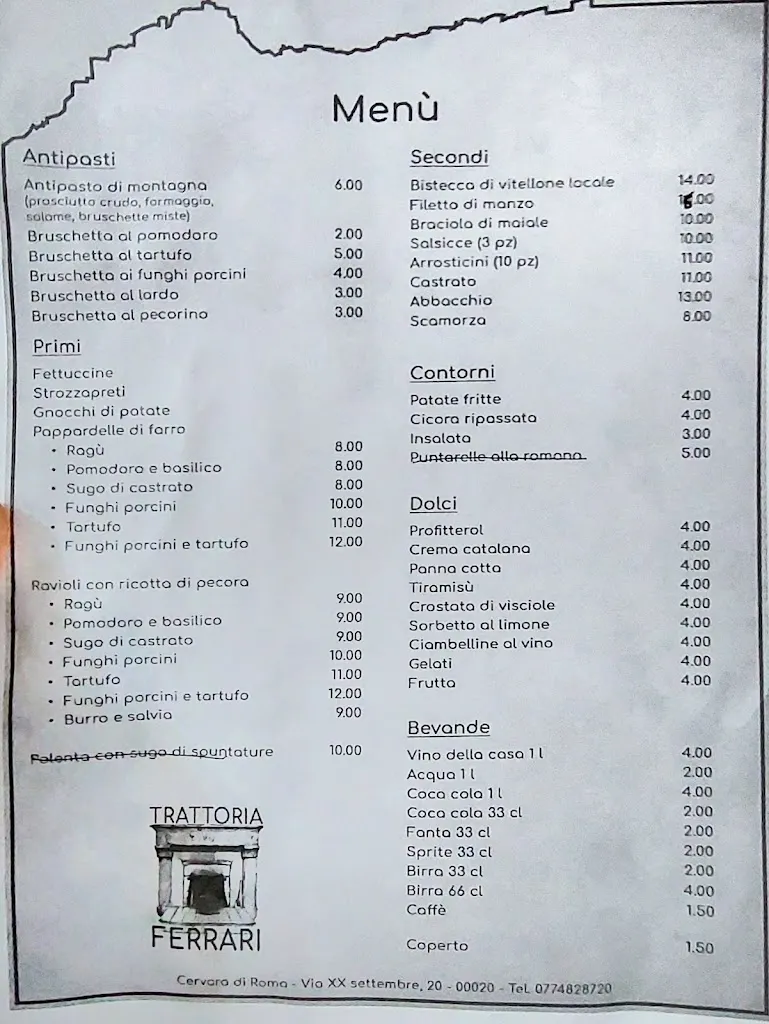 Menù
Antipasti
Antipasto di montagna 6.00
(prosciutto crudo, formaggio,
salame, bruschette miste)
Bruschetta al pomodoro 2.00
Bruschetta al tartufo 5.00
Bruschetta ai funghi porcini 4.00
Bruschetta al lardo 3.00
Bruschetta al pecorino 3.00
Primi
Fettuccine
Strozzapreti
Gnocchi di patate
Pappardelle di farro
• Ragù 8.00
• Pomodoro e basilico 8.00
• Sugo di castrato 8.00
• Funghi porcini 10.00
• Tartufo 11.00
• Funghi porcini e tartufo 12.00
Ravioli con ricotta di pecora
• Ragù 9.00
• Pomodoro e basilico 9.00
• Sugo di castrato 9.00
• Funghi porcini 10.00
• Tartufo 11.00
• Funghi porcini e tartufo 12.00
• Burro e salvia 9.00
Polenta con sugo di spuntature 10.00
TRATTORIA
FERRARI
Secondi
Bistecca di vitellone locale 14.00
Filetto di manzo
Braciola di maiale 10.00
Salsicce (3 pz) 10.00
Arrosticini (10 pz) 11.00
Castrato 11.00
Abbacchio 13.00
Scamorza 8.00
Contorni
Patate fritte 4.00
Cicora ripassata 4.00
Insalata 3.00
Puntarelle alla romana 5.00
Dolci
Profitterol 4.00
Crema catalana 4.00
Panna cotta 4.00
Tiramisù 4.00
Crostata di visciole 4.00
Sorbetto al limone 4.00
Ciambelline al vino 4.00
Gelati 4.00
Frutta 4.00
Bevande
Vino della casa 1 l 4.00
Acqua 1 l 2.00
Coca cola 1 l 4.00
Coca cola 33 cl 2.00
Fanta 33 cl 2.00
Sprite 33 cl 2.00
Birra 33 cl 2.00
Birra 66 cl 4.00
Caffè 1.50
Coperto 1.50
Cervara di Roma - Via XX settembre, 20 - 00020 - Tel. 0774828720